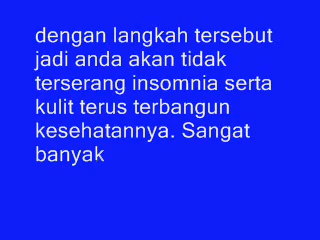 dengan langkah tersebut
jadi anda akan tidak
terserang insomnia serta
kulit terus terbangun
kesehatannya. Sangat
banyak